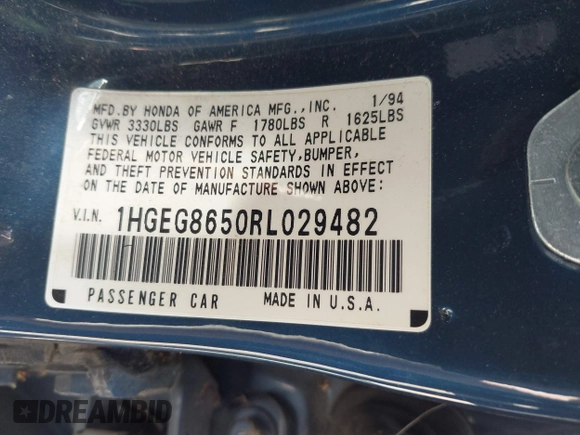 MFD.BY HONDA OF AMERICA MFG.,INC. 1/94
GVWR 3330LBS GAWR F 1780LBS R 1625LBS
THIS VEHICLE CONFORMS TO ALL APPLICABLE
FEDERAL MOTOR VEHICLE SAFETY,BUMPER,
AND THEFT PREVENTION STANDARDS IN EFFECT
ON THE DATE OF MANUFACTURE SHOWN ABOVE:
V.I.N. 1HGEG8650RL029482
PASSENGER CAR MADE IN U.S.A.
DREAMBID